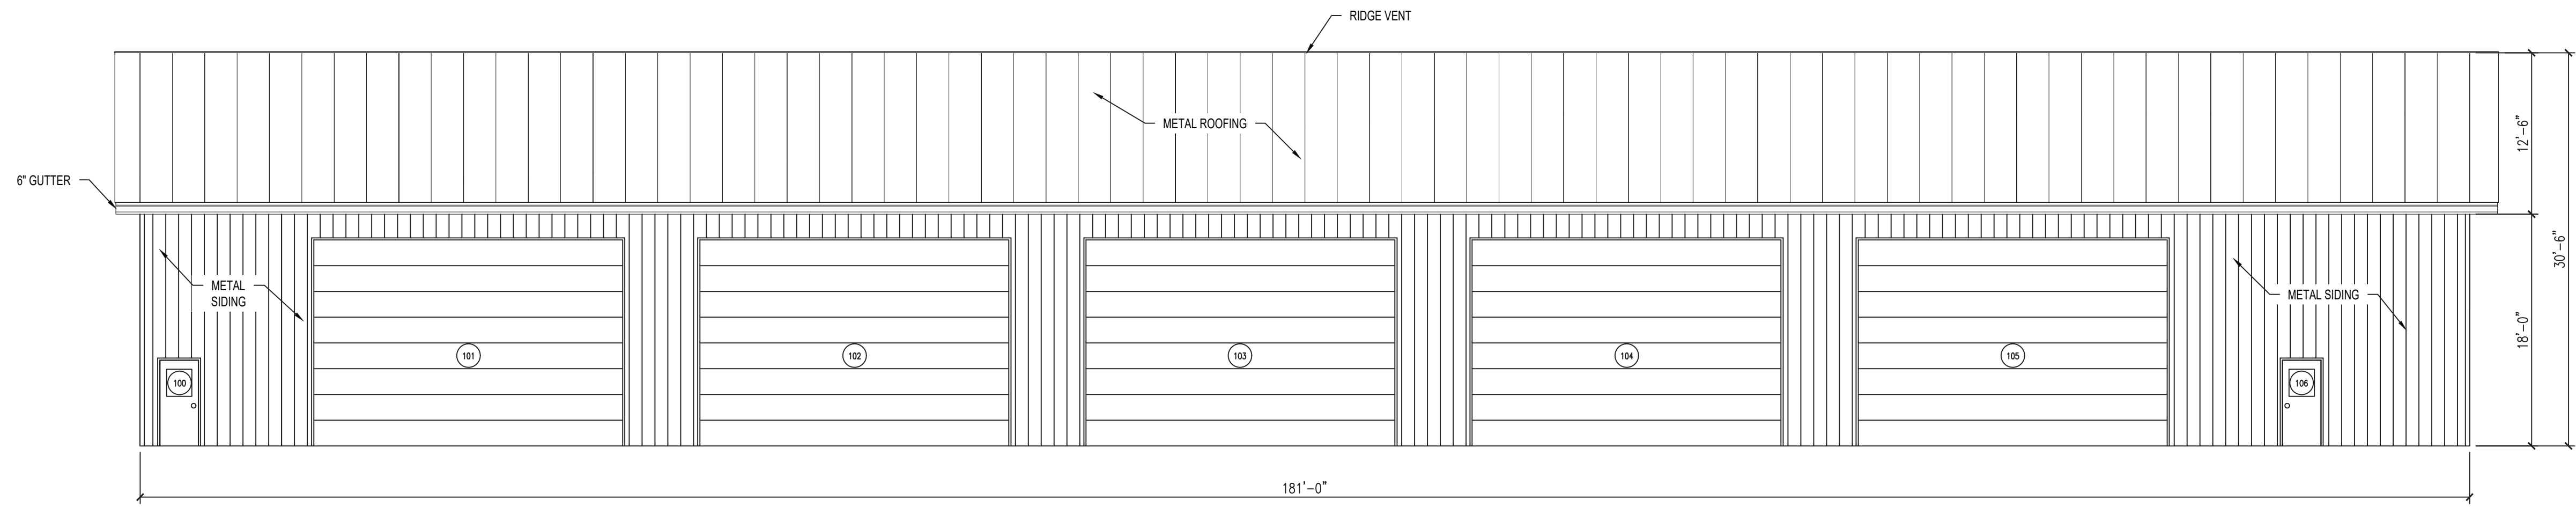 RIDGE VENT
METAL ROOFING
12'-6"
6" GUTTER
30'-6"
METAL
SIDING
METAL SIDING
18'-0"
101
102
103
104
105
100
106
181'-0"